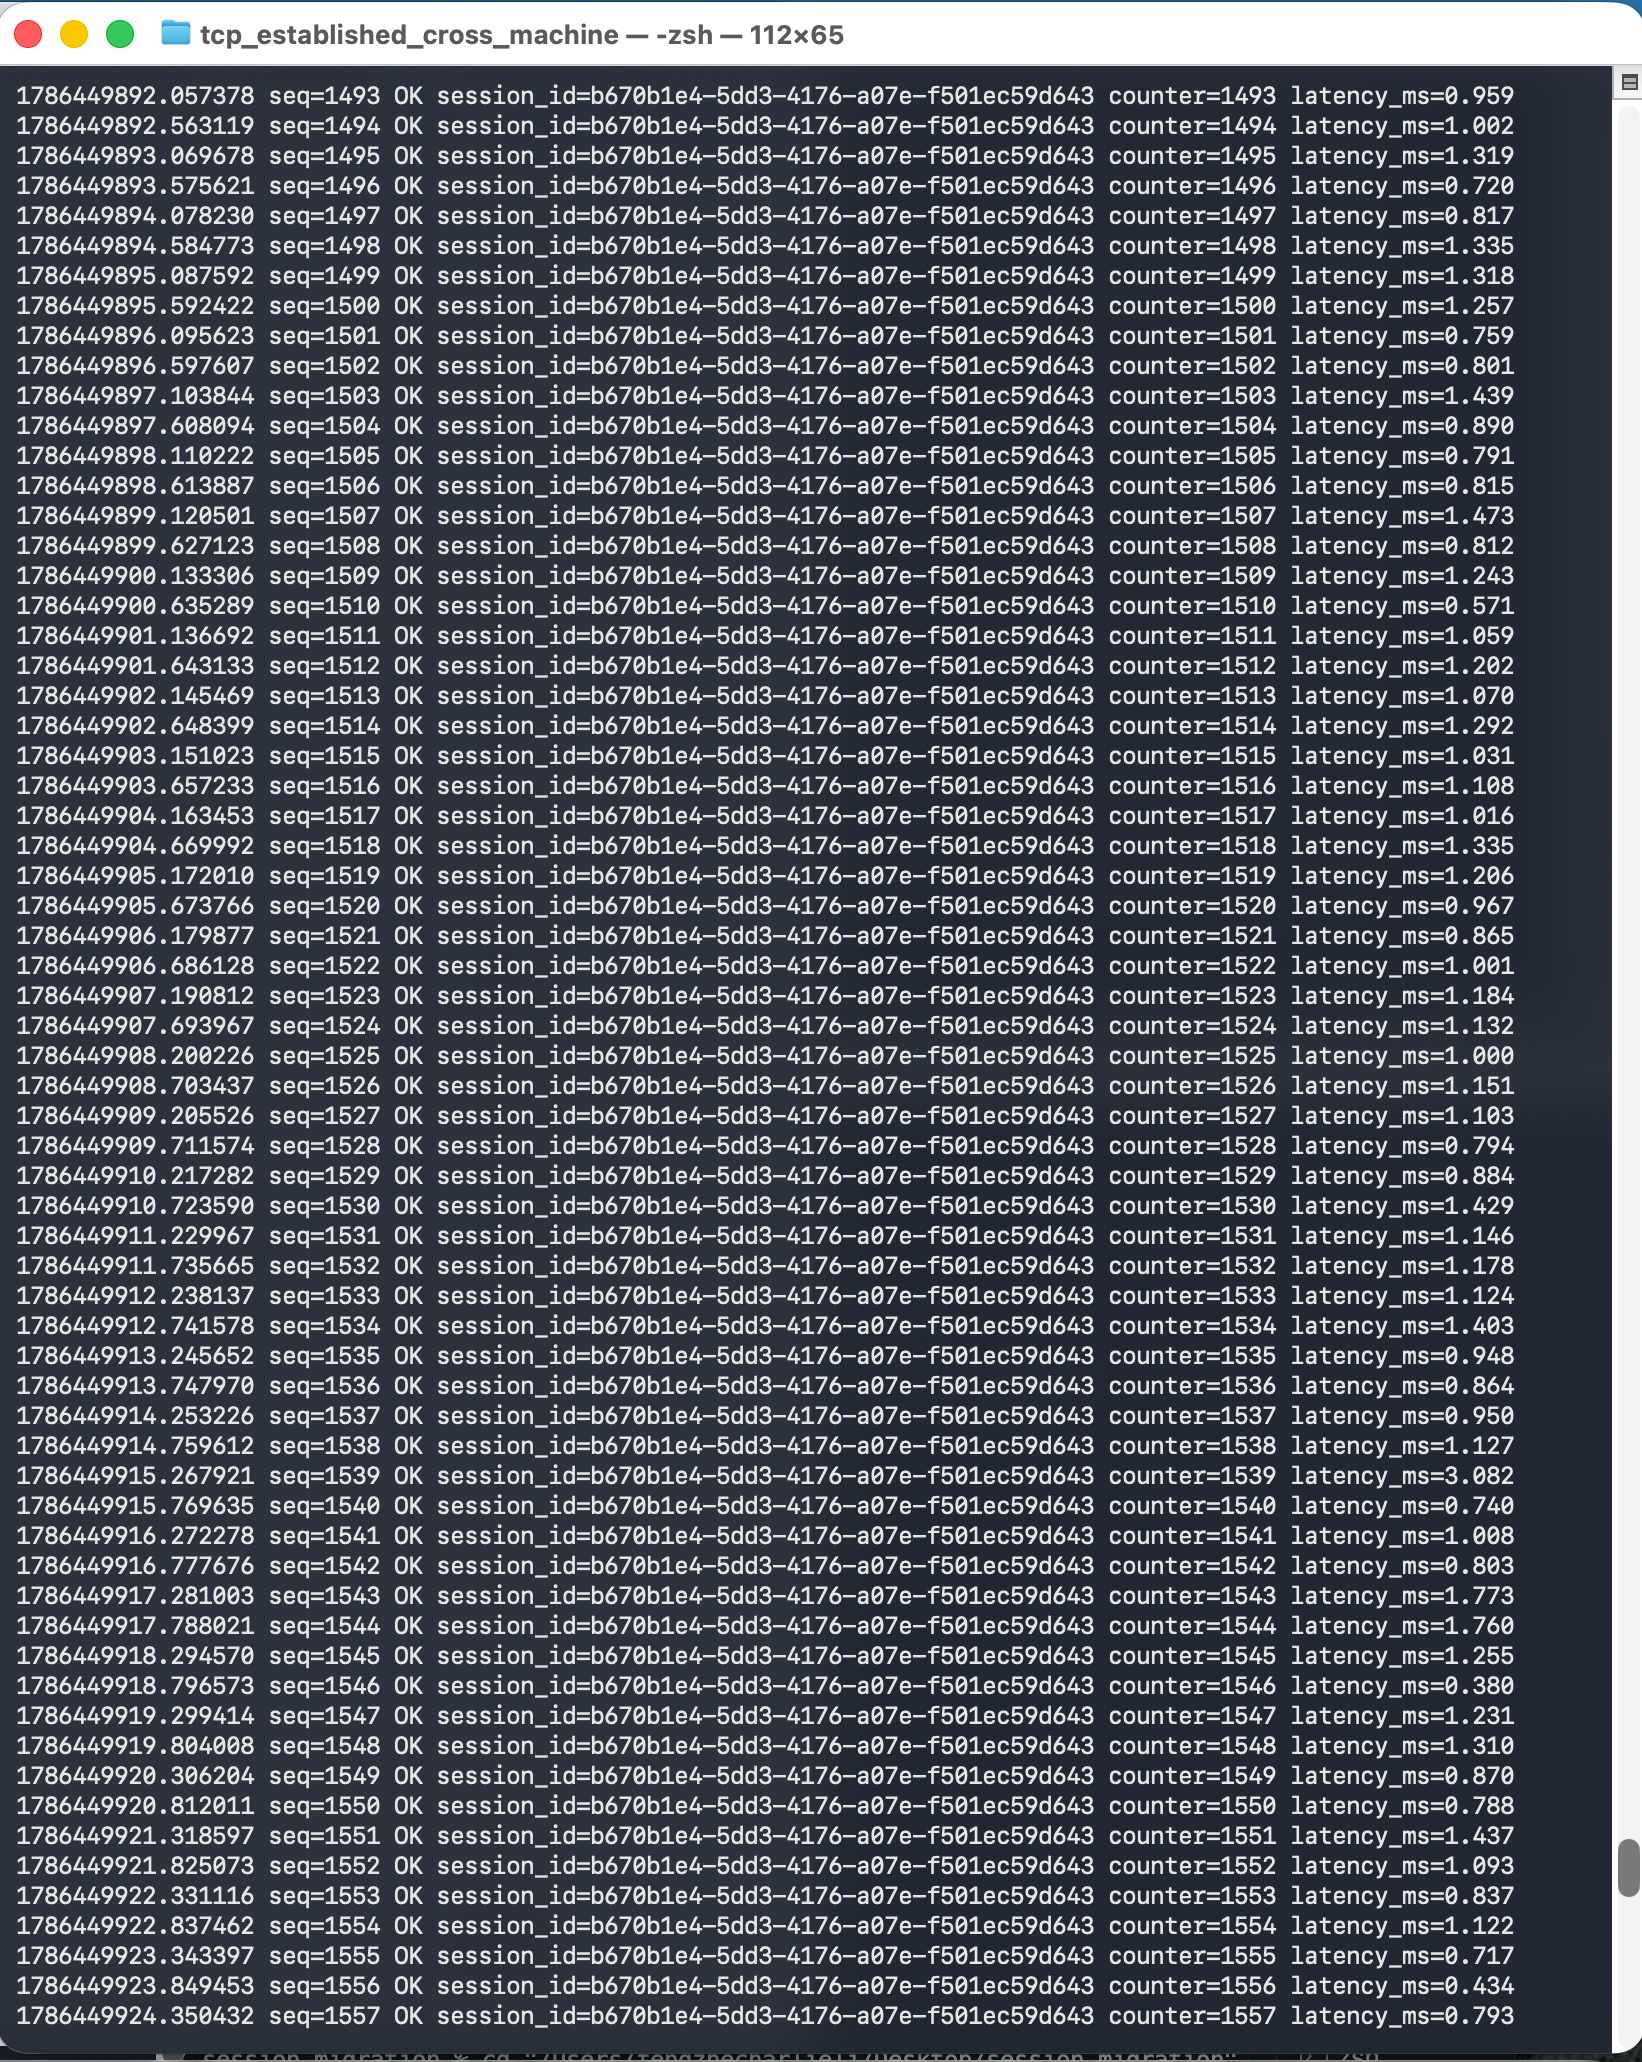 tcp_established_cross_machine — -zsh — 112×65
1786449892.057378 seq=1493 OK session_id=b670b1e4-5dd3-4176-a07e-f501ec59d643 counter=1493 latency_ms=0.959
1786449892.563119 seq=1494 OK session_id=b670b1e4-5dd3-4176-a07e-f501ec59d643 counter=1494 latency_ms=1.002
1786449893.069678 seq=1495 OK session_id=b670b1e4-5dd3-4176-a07e-f501ec59d643 counter=1495 latency_ms=1.319
1786449893.575621 seq=1496 OK session_id=b670b1e4-5dd3-4176-a07e-f501ec59d643 counter=1496 latency_ms=0.720
1786449894.078230 seq=1497 OK session_id=b670b1e4-5dd3-4176-a07e-f501ec59d643 counter=1497 latency_ms=0.817
1786449894.584773 seq=1498 OK session_id=b670b1e4-5dd3-4176-a07e-f501ec59d643 counter=1498 latency_ms=1.335
1786449895.087592 seq=1499 OK session_id=b670b1e4-5dd3-4176-a07e-f501ec59d643 counter=1499 latency_ms=1.318
1786449895.592422 seq=1500 OK session_id=b670b1e4-5dd3-4176-a07e-f501ec59d643 counter=1500 latency_ms=1.257
1786449896.095623 seq=1501 OK session_id=b670b1e4-5dd3-4176-a07e-f501ec59d643 counter=1501 latency_ms=0.759
1786449896.597607 seq=1502 OK session_id=b670b1e4-5dd3-4176-a07e-f501ec59d643 counter=1502 latency_ms=0.801
1786449897.103844 seq=1503 OK session_id=b670b1e4-5dd3-4176-a07e-f501ec59d643 counter=1503 latency_ms=1.439
1786449897.608094 seq=1504 OK session_id=b670b1e4-5dd3-4176-a07e-f501ec59d643 counter=1504 latency_ms=0.890
1786449898.110222 seq=1505 OK session_id=b670b1e4-5dd3-4176-a07e-f501ec59d643 counter=1505 latency_ms=0.791
1786449898.613887 seq=1506 OK session_id=b670b1e4-5dd3-4176-a07e-f501ec59d643 counter=1506 latency_ms=0.815
1786449899.120501 seq=1507 OK session_id=b670b1e4-5dd3-4176-a07e-f501ec59d643 counter=1507 latency_ms=1.473
1786449899.627123 seq=1508 OK session_id=b670b1e4-5dd3-4176-a07e-f501ec59d643 counter=1508 latency_ms=0.812
1786449900.133306 seq=1509 OK session_id=b670b1e4-5dd3-4176-a07e-f501ec59d643 counter=1509 latency_ms=1.243
1786449900.635289 seq=1510 OK session_id=b670b1e4-5dd3-4176-a07e-f501ec59d643 counter=1510 latency_ms=0.571
1786449901.136692 seq=1511 OK session_id=b670b1e4-5dd3-4176-a07e-f501ec59d643 counter=1511 latency_ms=1.059
1786449901.643133 seq=1512 OK session_id=b670b1e4-5dd3-4176-a07e-f501ec59d643 counter=1512 latency_ms=1.202
1786449902.145469 seq=1513 OK session_id=b670b1e4-5dd3-4176-a07e-f501ec59d643 counter=1513 latency_ms=1.070
1786449902.648399 seq=1514 OK session_id=b670b1e4-5dd3-4176-a07e-f501ec59d643 counter=1514 latency_ms=1.292
1786449903.151023 seq=1515 OK session_id=b670b1e4-5dd3-4176-a07e-f501ec59d643 counter=1515 latency_ms=1.031
1786449903.657233 seq=1516 OK session_id=b670b1e4-5dd3-4176-a07e-f501ec59d643 counter=1516 latency_ms=1.108
1786449904.163453 seq=1517 OK session_id=b670b1e4-5dd3-4176-a07e-f501ec59d643 counter=1517 latency_ms=1.016
1786449904.669992 seq=1518 OK session_id=b670b1e4-5dd3-4176-a07e-f501ec59d643 counter=1518 latency_ms=1.335
1786449905.172010 seq=1519 OK session_id=b670b1e4-5dd3-4176-a07e-f501ec59d643 counter=1519 latency_ms=1.206
1786449905.673766 seq=1520 OK session_id=b670b1e4-5dd3-4176-a07e-f501ec59d643 counter=1520 latency_ms=0.967
1786449906.179877 seq=1521 OK session_id=b670b1e4-5dd3-4176-a07e-f501ec59d643 counter=1521 latency_ms=0.865
1786449906.686128 seq=1522 OK session_id=b670b1e4-5dd3-4176-a07e-f501ec59d643 counter=1522 latency_ms=1.001
1786449907.190812 seq=1523 OK session_id=b670b1e4-5dd3-4176-a07e-f501ec59d643 counter=1523 latency_ms=1.184
1786449907.693967 seq=1524 OK session_id=b670b1e4-5dd3-4176-a07e-f501ec59d643 counter=1524 latency_ms=1.132
1786449908.200226 seq=1525 OK session_id=b670b1e4-5dd3-4176-a07e-f501ec59d643 counter=1525 latency_ms=1.000
1786449908.703437 seq=1526 OK session_id=b670b1e4-5dd3-4176-a07e-f501ec59d643 counter=1526 latency_ms=1.151
1786449909.205526 seq=1527 OK session_id=b670b1e4-5dd3-4176-a07e-f501ec59d643 counter=1527 latency_ms=1.103
1786449909.711574 seq=1528 OK session_id=b670b1e4-5dd3-4176-a07e-f501ec59d643 counter=1528 latency_ms=0.794
1786449910.217282 seq=1529 OK session_id=b670b1e4-5dd3-4176-a07e-f501ec59d643 counter=1529 latency_ms=0.884
1786449910.723590 seq=1530 OK session_id=b670b1e4-5dd3-4176-a07e-f501ec59d643 counter=1530 latency_ms=1.429
1786449911.229967 seq=1531 OK session_id=b670b1e4-5dd3-4176-a07e-f501ec59d643 counter=1531 latency_ms=1.146
1786449911.735665 seq=1532 OK session_id=b670b1e4-5dd3-4176-a07e-f501ec59d643 counter=1532 latency_ms=1.178
1786449912.238137 seq=1533 OK session_id=b670b1e4-5dd3-4176-a07e-f501ec59d643 counter=1533 latency_ms=1.124
1786449912.741578 seq=1534 OK session_id=b670b1e4-5dd3-4176-a07e-f501ec59d643 counter=1534 latency_ms=1.403
1786449913.245652 seq=1535 OK session_id=b670b1e4-5dd3-4176-a07e-f501ec59d643 counter=1535 latency_ms=0.948
1786449913.747970 seq=1536 OK session_id=b670b1e4-5dd3-4176-a07e-f501ec59d643 counter=1536 latency_ms=0.864
1786449914.253226 seq=1537 OK session_id=b670b1e4-5dd3-4176-a07e-f501ec59d643 counter=1537 latency_ms=0.950
1786449914.759612 seq=1538 OK session_id=b670b1e4-5dd3-4176-a07e-f501ec59d643 counter=1538 latency_ms=1.127
1786449915.267921 seq=1539 OK session_id=b670b1e4-5dd3-4176-a07e-f501ec59d643 counter=1539 latency_ms=3.082
1786449915.769635 seq=1540 OK session_id=b670b1e4-5dd3-4176-a07e-f501ec59d643 counter=1540 latency_ms=0.740
1786449916.272278 seq=1541 OK session_id=b670b1e4-5dd3-4176-a07e-f501ec59d643 counter=1541 latency_ms=1.008
1786449916.777676 seq=1542 OK session_id=b670b1e4-5dd3-4176-a07e-f501ec59d643 counter=1542 latency_ms=0.803
1786449917.281003 seq=1543 OK session_id=b670b1e4-5dd3-4176-a07e-f501ec59d643 counter=1543 latency_ms=1.773
1786449917.788021 seq=1544 OK session_id=b670b1e4-5dd3-4176-a07e-f501ec59d643 counter=1544 latency_ms=1.760
1786449918.294570 seq=1545 OK session_id=b670b1e4-5dd3-4176-a07e-f501ec59d643 counter=1545 latency_ms=1.255
1786449918.796573 seq=1546 OK session_id=b670b1e4-5dd3-4176-a07e-f501ec59d643 counter=1546 latency_ms=0.380
1786449919.299414 seq=1547 OK session_id=b670b1e4-5dd3-4176-a07e-f501ec59d643 counter=1547 latency_ms=1.231
1786449919.804008 seq=1548 OK session_id=b670b1e4-5dd3-4176-a07e-f501ec59d643 counter=1548 latency_ms=1.310
1786449920.306204 seq=1549 OK session_id=b670b1e4-5dd3-4176-a07e-f501ec59d643 counter=1549 latency_ms=0.870
1786449920.812011 seq=1550 OK session_id=b670b1e4-5dd3-4176-a07e-f501ec59d643 counter=1550 latency_ms=0.788
1786449921.318597 seq=1551 OK session_id=b670b1e4-5dd3-4176-a07e-f501ec59d643 counter=1551 latency_ms=1.437
1786449921.825073 seq=1552 OK session_id=b670b1e4-5dd3-4176-a07e-f501ec59d643 counter=1552 latency_ms=1.093
1786449922.331116 seq=1553 OK session_id=b670b1e4-5dd3-4176-a07e-f501ec59d643 counter=1553 latency_ms=0.837
1786449922.837462 seq=1554 OK session_id=b670b1e4-5dd3-4176-a07e-f501ec59d643 counter=1554 latency_ms=1.122
1786449923.343397 seq=1555 OK session_id=b670b1e4-5dd3-4176-a07e-f501ec59d643 counter=1555 latency_ms=0.717
1786449923.849453 seq=1556 OK session_id=b670b1e4-5dd3-4176-a07e-f501ec59d643 counter=1556 latency_ms=0.434
1786449924.350432 seq=1557 OK session_id=b670b1e4-5dd3-4176-a07e-f501ec59d643 counter=1557 latency_ms=0.793